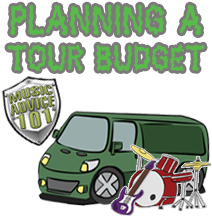 PLANNING A
TOUR BUDGET
MUSIC
ADVICE
101